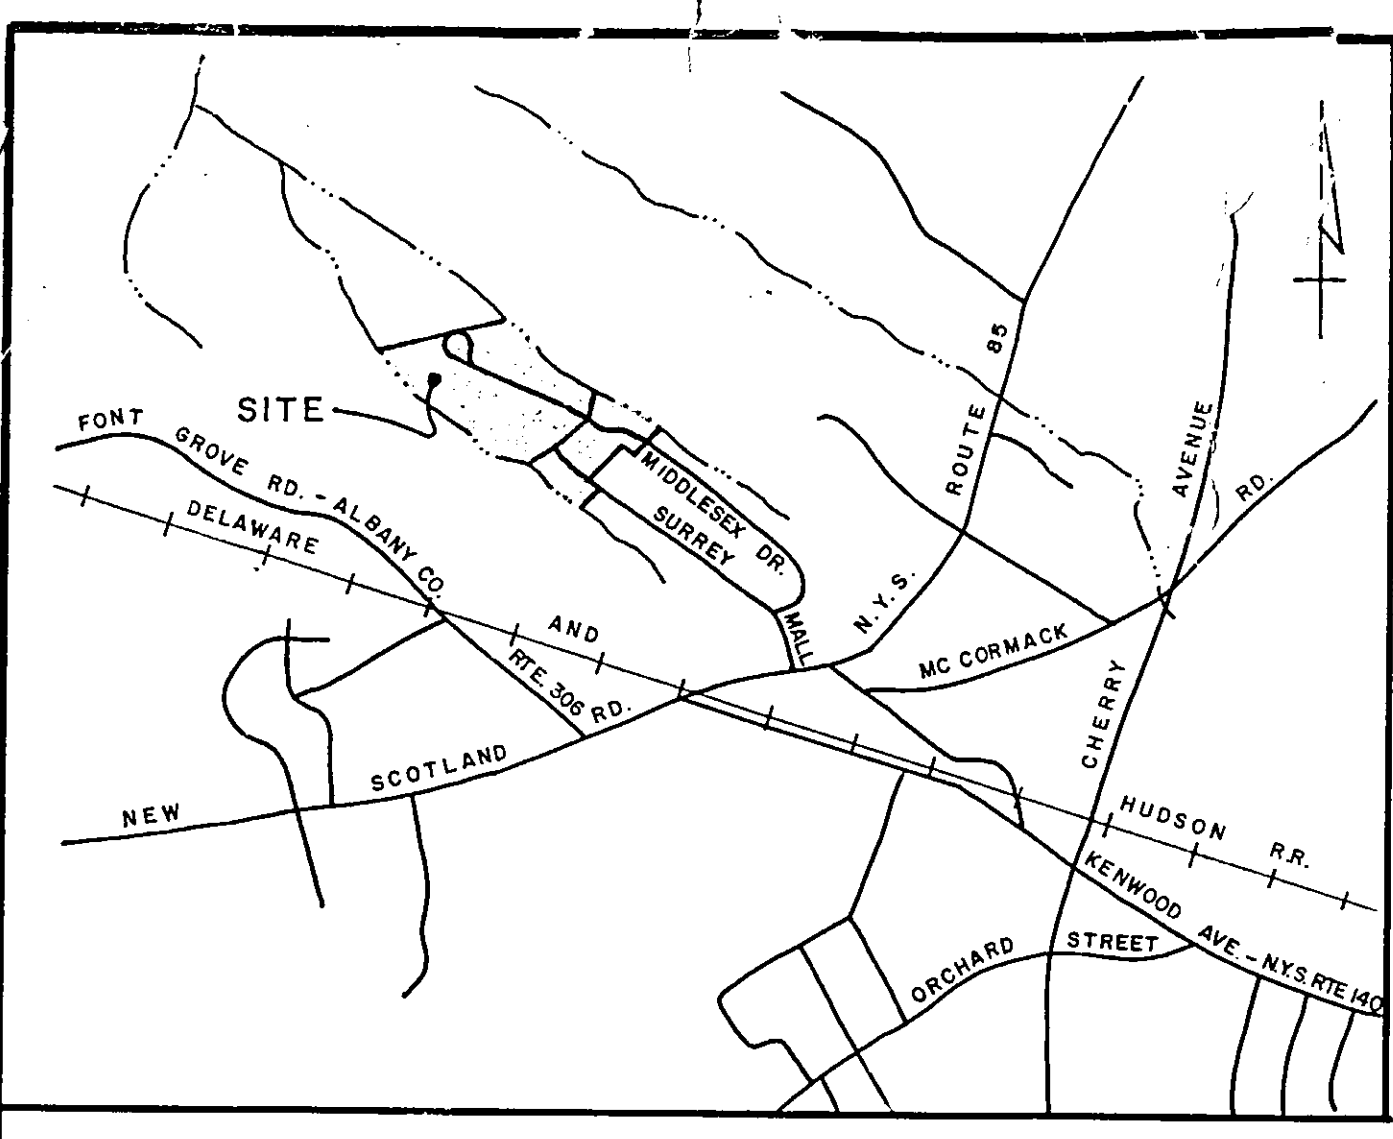 85
ROUTE
N.Y.S.
AVENUE
CHERRY
RD.
MC CORMACK
SITE
FONT GROVE RD. - ALBANY CO.
RTE. 306 RD.
DELAWARE AND HUDSON R.R.
MIDDLESEX DR.
SURREY
MALL
NEW SCOTLAND
KENWOOD AVE. - N.Y.S. RTE 140
ORCHARD STREET